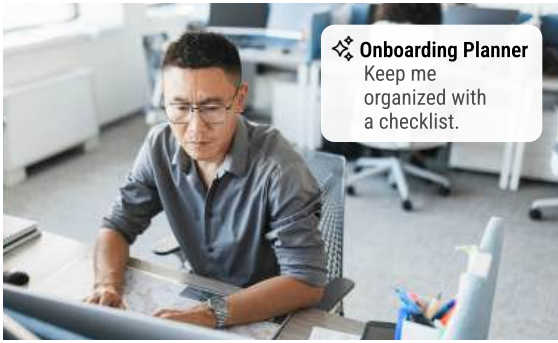 Onboarding Planner
Keep me
organized with
a checklist.